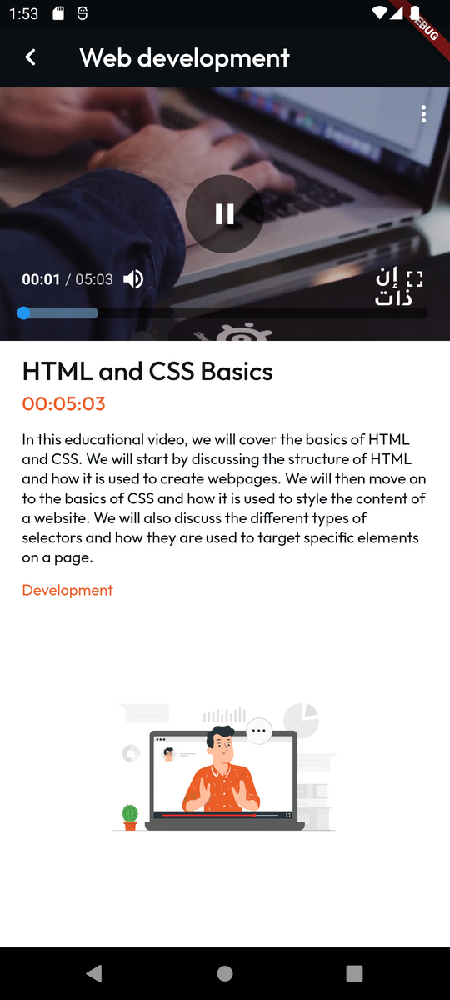 1:53
EBUG
Web development
00:01 / 05:03
إن
ذات
HTML and CSS Basics
00:05:03
In this educational video, we will cover the basics of HTML
and CSS. We will start by discussing the structure of HTML
and how it is used to create webpages. We will then move on
to the basics of CSS and how it is used to style the content of
a website. We will also discuss the different types of
selectors and how they are used to target specific elements
on a page.
Development